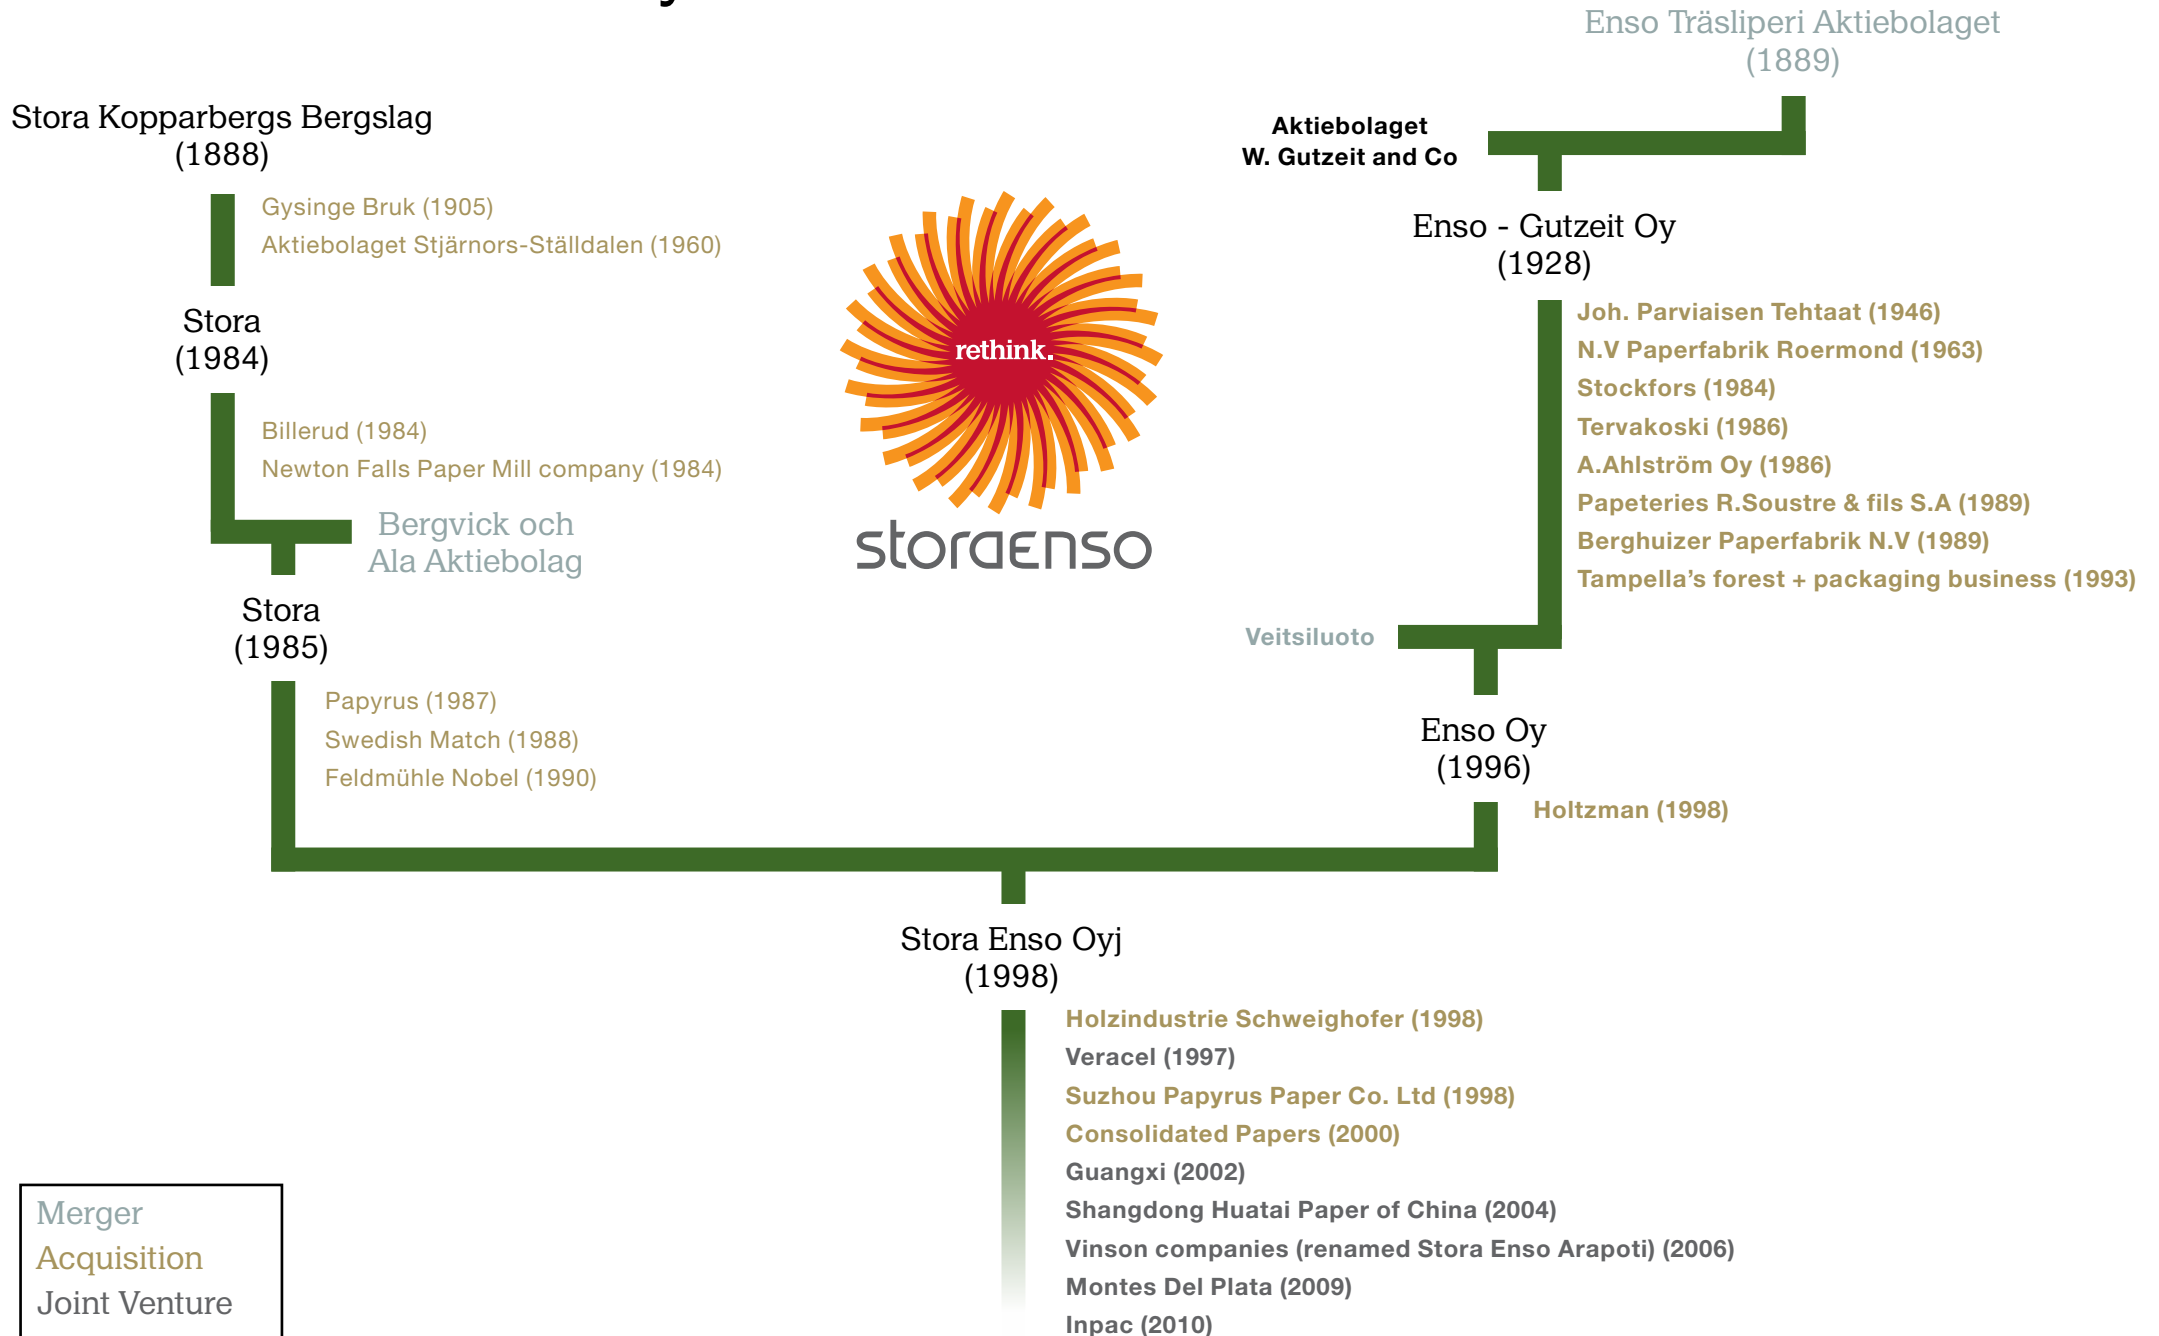 Enso Träsliperi Aktiebolaget
(1889)
Stora Kopparbergs Bergslag
(1888)
Aktiebolaget
W. Gutzeit and Co
Gysinge Bruk (1905)
Aktiebolaget Stjärnors-Ställdalen (1960)
Enso - Gutzeit Oy
(1928)
Stora
(1984)
rethink.
Joh. Parviaisen Tehtaat (1946)
N.V Paperfabrik Roermond (1963)
Stockfors (1984)
Tervakoski (1986)
A.Ahlström Oy (1986)
Papeteries R.Soustre & fils S.A (1989)
Berghuizer Paperfabrik N.V (1989)
Tampella’s forest + packaging business (1993)
Billerud (1984)
Newton Falls Paper Mill company (1984)
Bergvick och
Ala Aktiebolag
storaenso
Stora
(1985)
Veitsiluoto
Papyrus (1987)
Swedish Match (1988)
Feldmühle Nobel (1990)
Enso Oy
(1996)
Holtzman (1998)
Stora Enso Oyj
(1998)
Holzindustrie Schweighofer (1998)
Veracel (1997)
Suzhou Papyrus Paper Co. Ltd (1998)
Consolidated Papers (2000)
Guangxi (2002)
Shangdong Huatai Paper of China (2004)
Vinson companies (renamed Stora Enso Arapoti) (2006)
Montes Del Plata (2009)
Inpac (2010)
Merger
Acquisition
Joint Venture